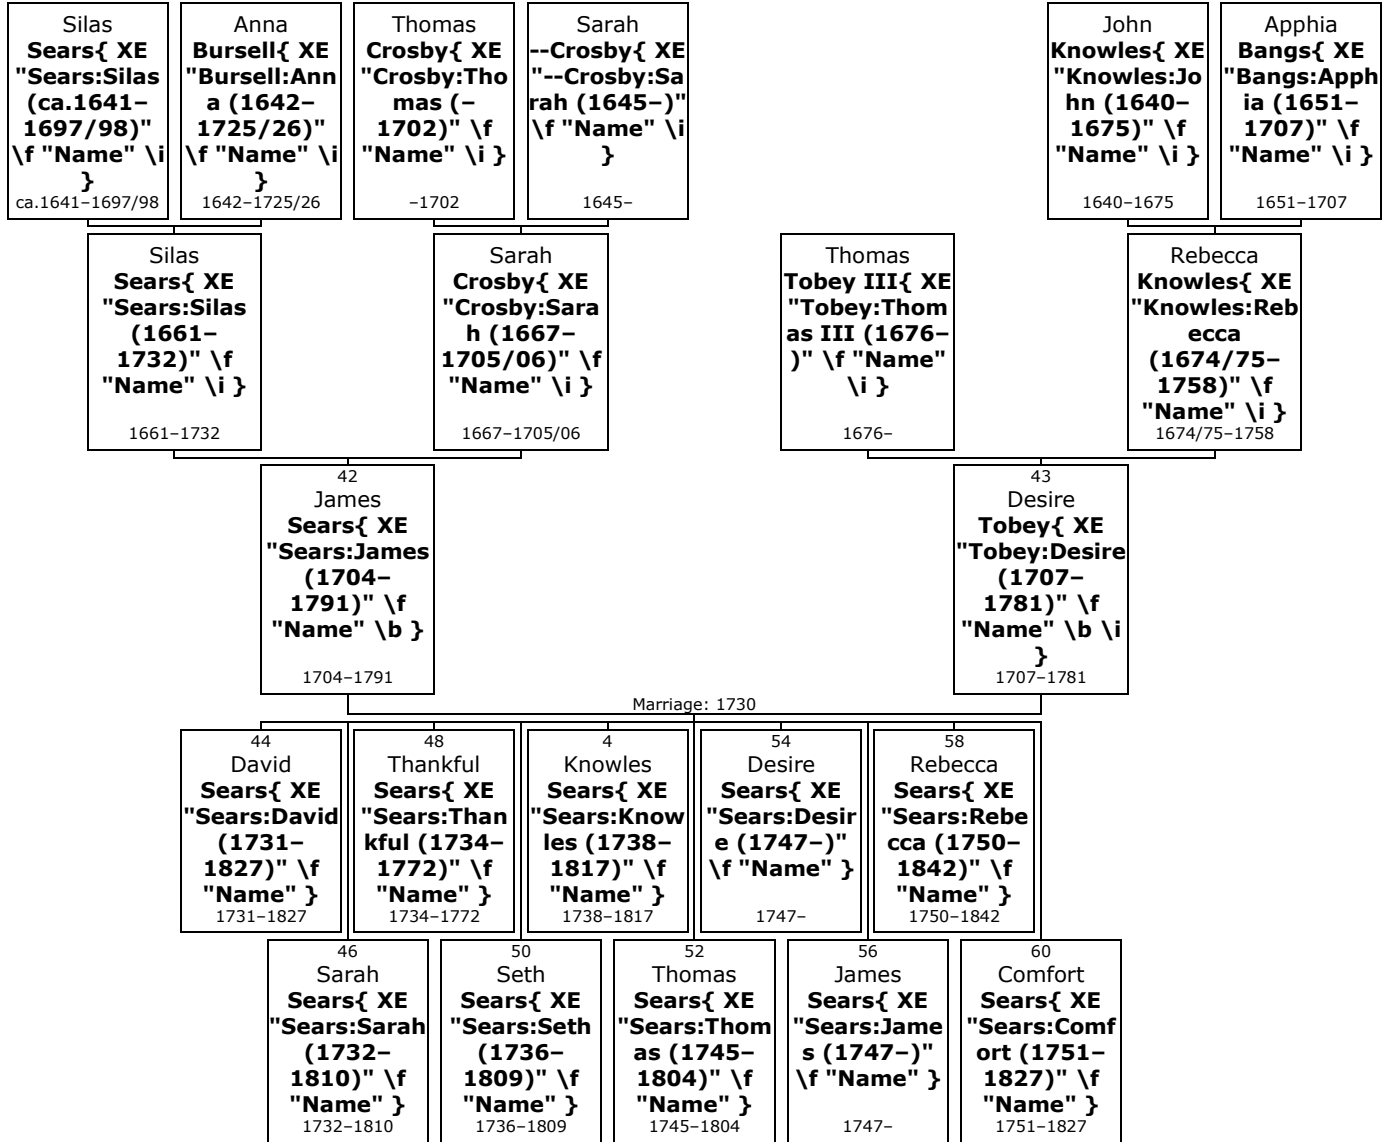 Silas
Sears{ XE
"Sears:Silas
(ca.1641–
1697/98)"
\f "Name" \i
}
ca.1641–1697/98
Anna
Bursell{ XE
"Bursell:Ann
a (1642–
1725/26)"
\f "Name" \i
}
1642–1725/26
Thomas
Crosby{ XE
"Crosby:Tho
mas (–
1702)" \f
"Name" \i }
–1702
Sarah
--Crosby{ XE
"--Crosby:Sa
rah (1645–)"
\f "Name" \i
}
1645–
John
Knowles{ XE
"Knowles:Jo
hn (1640–
1675)" \f
"Name" \i }
1640–1675
Apphia
Bangs{ XE
"Bangs:Apph
ia (1651–
1707)" \f
"Name" \i }
1651–1707
Silas
Sears{ XE
"Sears:Silas
(1661–
1732)" \f
"Name" \i }
1661–1732
Sarah
Crosby{ XE
"Crosby:Sara
h (1667–
1705/06)" \f
"Name" \i }
1667–1705/06
Thomas
Tobey III{ XE
"Tobey:Thom
as III (1676–
)" \f "Name"
\i }
1676–
Rebecca
Knowles{ XE
"Knowles:Reb
ecca
(1674/75–
1758)" \f
"Name" \i }
1674/75–1758
42
James
Sears{ XE
"Sears:James
(1704–
1791)" \f
"Name" \b }
1704–1791
43
Desire
Tobey{ XE
"Tobey:Desire
(1707–
1781)" \f
"Name" \b \i
}
1707–1781
Marriage: 1730
44
David
Sears{ XE
"Sears:David
(1731–
1827)" \f
"Name" }
1731–1827
48
Thankful
Sears{ XE
"Sears:Than
kful (1734–
1772)" \f
"Name" }
1734–1772
4
Knowles
Sears{ XE
"Sears:Know
les (1738–
1817)" \f
"Name" }
1738–1817
54
Desire
Sears{ XE
"Sears:Desir
e (1747–)"
\f "Name" }
1747–
58
Rebecca
Sears{ XE
"Sears:Rebe
cca (1750–
1842)" \f
"Name" }
1750–1842
46
Sarah
Sears{ XE
"Sears:Sarah
(1732–
1810)" \f
"Name" }
1732–1810
50
Seth
Sears{ XE
"Sears:Seth
(1736–
1809)" \f
"Name" }
1736–1809
52
Thomas
Sears{ XE
"Sears:Thom
as (1745–
1804)" \f
"Name" }
1745–1804
56
James
Sears{ XE
"Sears:Jame
s (1747–)"
\f "Name" }
1747–
60
Comfort
Sears{ XE
"Sears:Comf
ort (1751–
1827)" \f
"Name" }
1751–1827